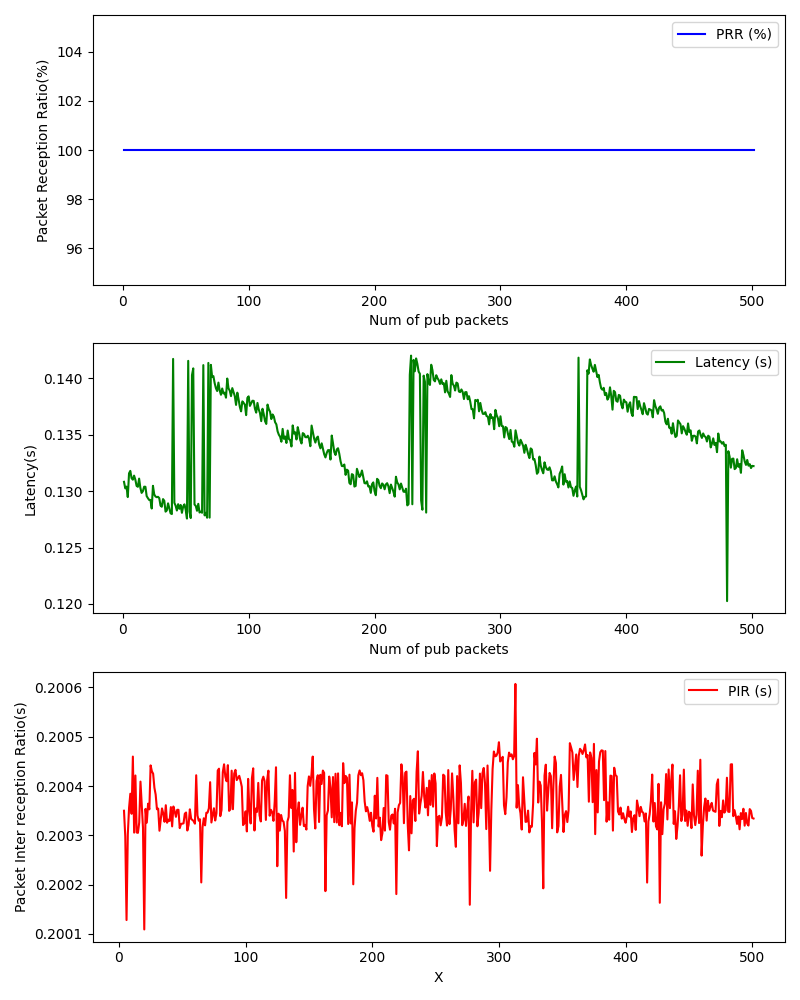 PRR (%)
104
102
100
98
96
Packet Reception Ratio(%)
0 100 200 300 400 500
Num of pub packets
Latency (s)
0.140
0.135
0.130
0.125
0.120
Latency(s)
0 100 200 300 400 500
Num of pub packets
PIR (s)
0.2006
0.2005
0.2004
0.2003
0.2002
0.2001
Packet Inter reception Ratio(s)
0 100 200 300 400 500
X